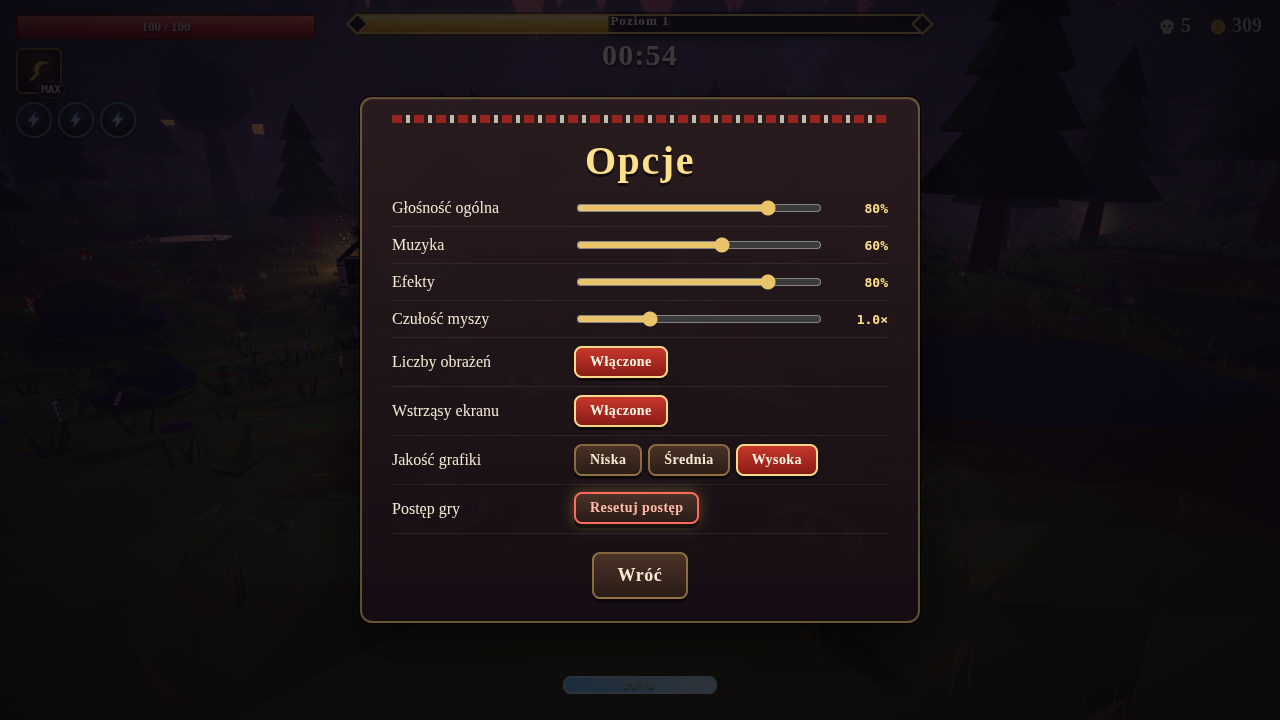 100 / 100
Poziom 1
5
309
00:54
MAX
Opcje
Głośność ogólna 80%
Muzyka 60%
Efekty 80%
Czułość myszy 1.0×
Liczby obrażeń Włączone
Wstrząsy ekranu Włączone
Jakość grafiki Niska Średnia Wysoka
Postęp gry Resetuj postęp
Wróć